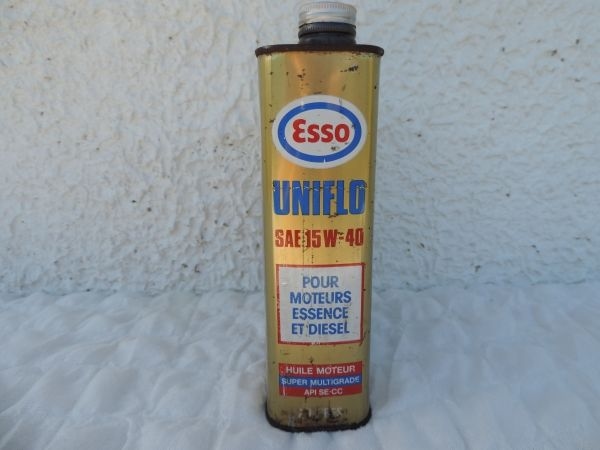 Esso
UNIFLO
SAE 15W-40
POUR
MOTEURS
ESSENCE
ET DIESEL
HUILE MOTEUR
SUPER MULTIGRADE
API SE-CC